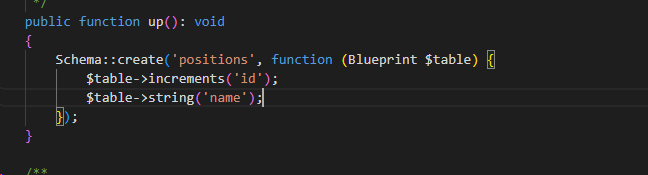 */
public function up(): void
{
Schema::create('positions', function (Blueprint $table) {
$table->increments('id');
$table->string('name');
});
}
/**